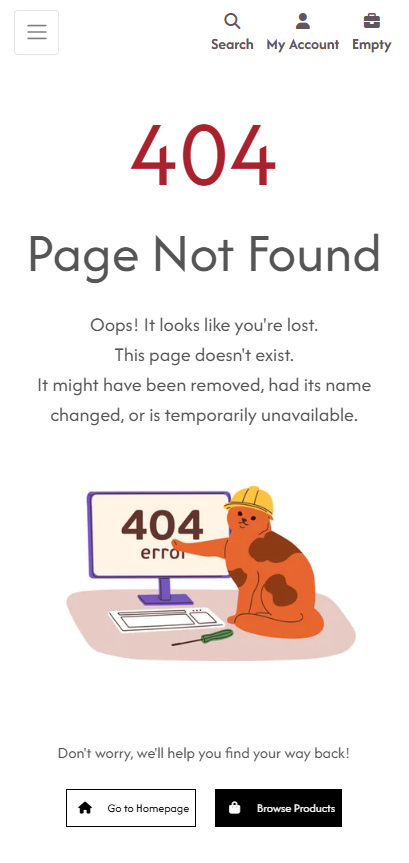 Search My Account Empty
404
Page Not Found
Oops! It looks like you're lost.
This page doesn't exist.
It might have been removed, had its name
changed, or is temporarily unavailable.
404
error
Don't worry, we'll help you find your way back!
Go to Homepage Browse Products